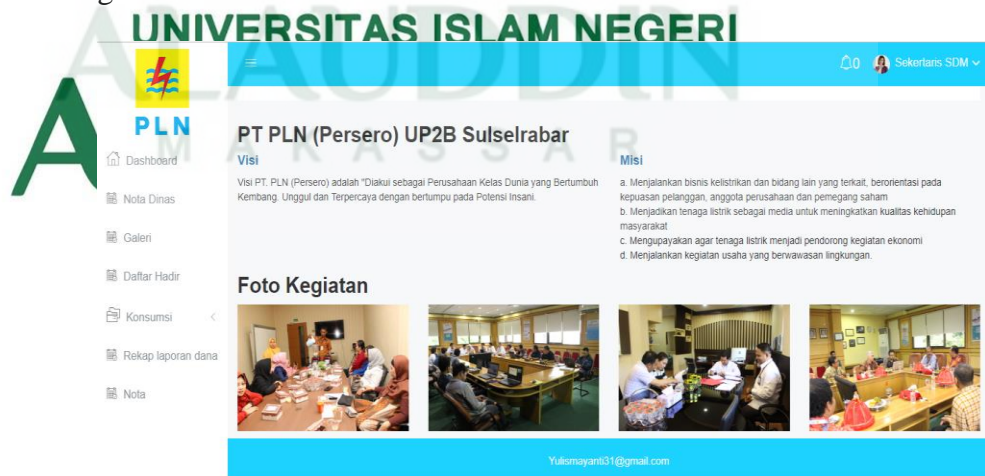 UNIVERSITAS ISLAM NEGERI
ALAUDDIN
MAKASSAR
PLN
0 Sekertaris SDM
Dashboard
Nota Dinas
Galeri
Daftar Hadir
Konsumsi
Rekap laporan dana
Nota
PT PLN (Persero) UP2B Sulselrabar
Visi
Visi PT. PLN (Persero) adalah "Diakui sebagai Perusahaan Kelas Dunia yang Bertumbuh
Kembang. Unggul dan Terpercaya dengan bertumpu pada Potensi Insani.
Misi
a. Menjalankan bisnis kelistrikan dan bidang lain yang terkait, berorientasi pada
kepuasan pelanggan, anggota perusahaan dan pemegang saham
b. Menjadikan tenaga listrik sebagai media untuk meningkatkan kualitas kehidupan
masyarakat
c. Mengupayakan agar tenaga listrik menjadi pendorong kegiatan ekonomi
d. Menjalankan kegiatan usaha yang berwawasan lingkungan.
Foto Kegiatan
Yulismayanti31@gmail.com